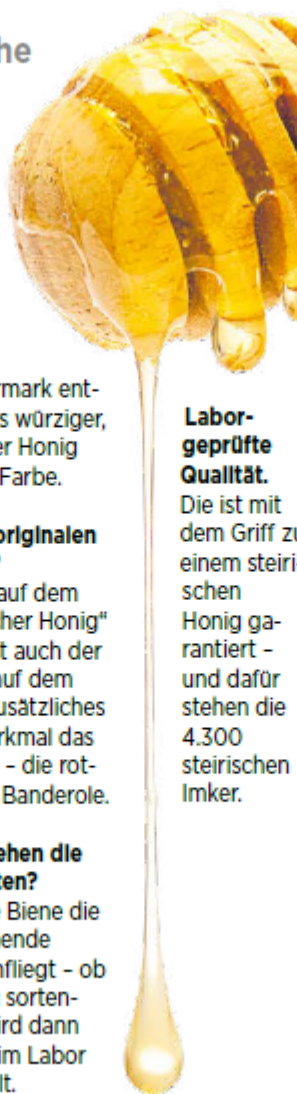 he
rmark ent-
s würziger,
er Honig
Farbe.
originalen
auf dem
cher Honig"
t auch der
auf dem
usätzliches
rkmal das
– die rot-
Banderole.
ehen die
ten?
e Biene die
ende
nfliegt – ob
sorten-
ird dann
im Labor
lt.
Labor-
geprüfte
Qualität.
Die ist mit
dem Griff zu
einem steiri-
schen
Honig ga-
rantiert –
und dafür
stehen die
4.300
steirischen
Imker.